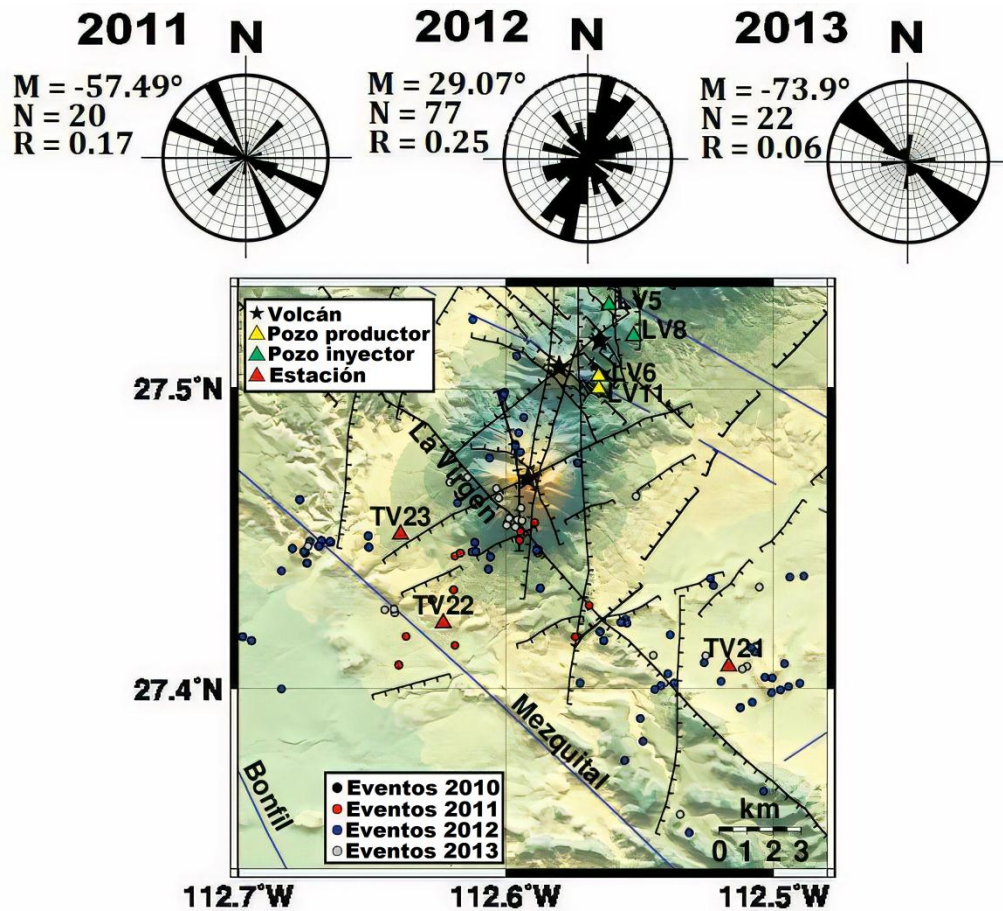 2011
N
M = -57.49°
N = 20
R = 0.17
2012
N
M = 29.07°
N = 77
R = 0.25
2013
N
M = -73.9°
N = 22
R = 0.06
Volcán
Pozo productor
Pozo inyector
Estación
LV5
LV8
LV6
LV11
27.5°N
La Virgen
TV23
TV22
TV21
27.4°N
Mezquital
Bonfil
Eventos 2010
Eventos 2011
Eventos 2012
Eventos 2013
km
0 1 2 3
112.7°W
112.6°W
112.5°W